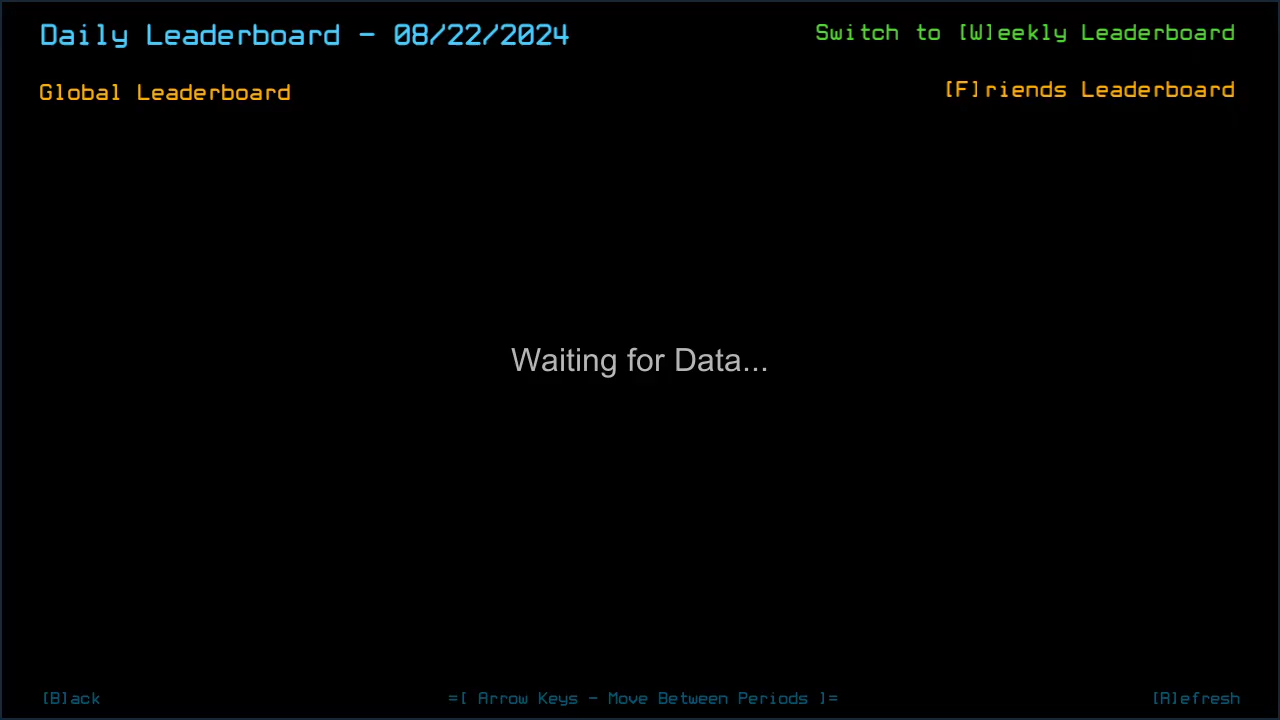 Daily Leaderboard - 08/22/2024
Switch to [W]eekly Leaderboard
Global Leaderboard
[F]riends Leaderboard
Waiting for Data...
[B]ack
=[ Arrow Keys - Move Between Periods ]=
[R]efresh